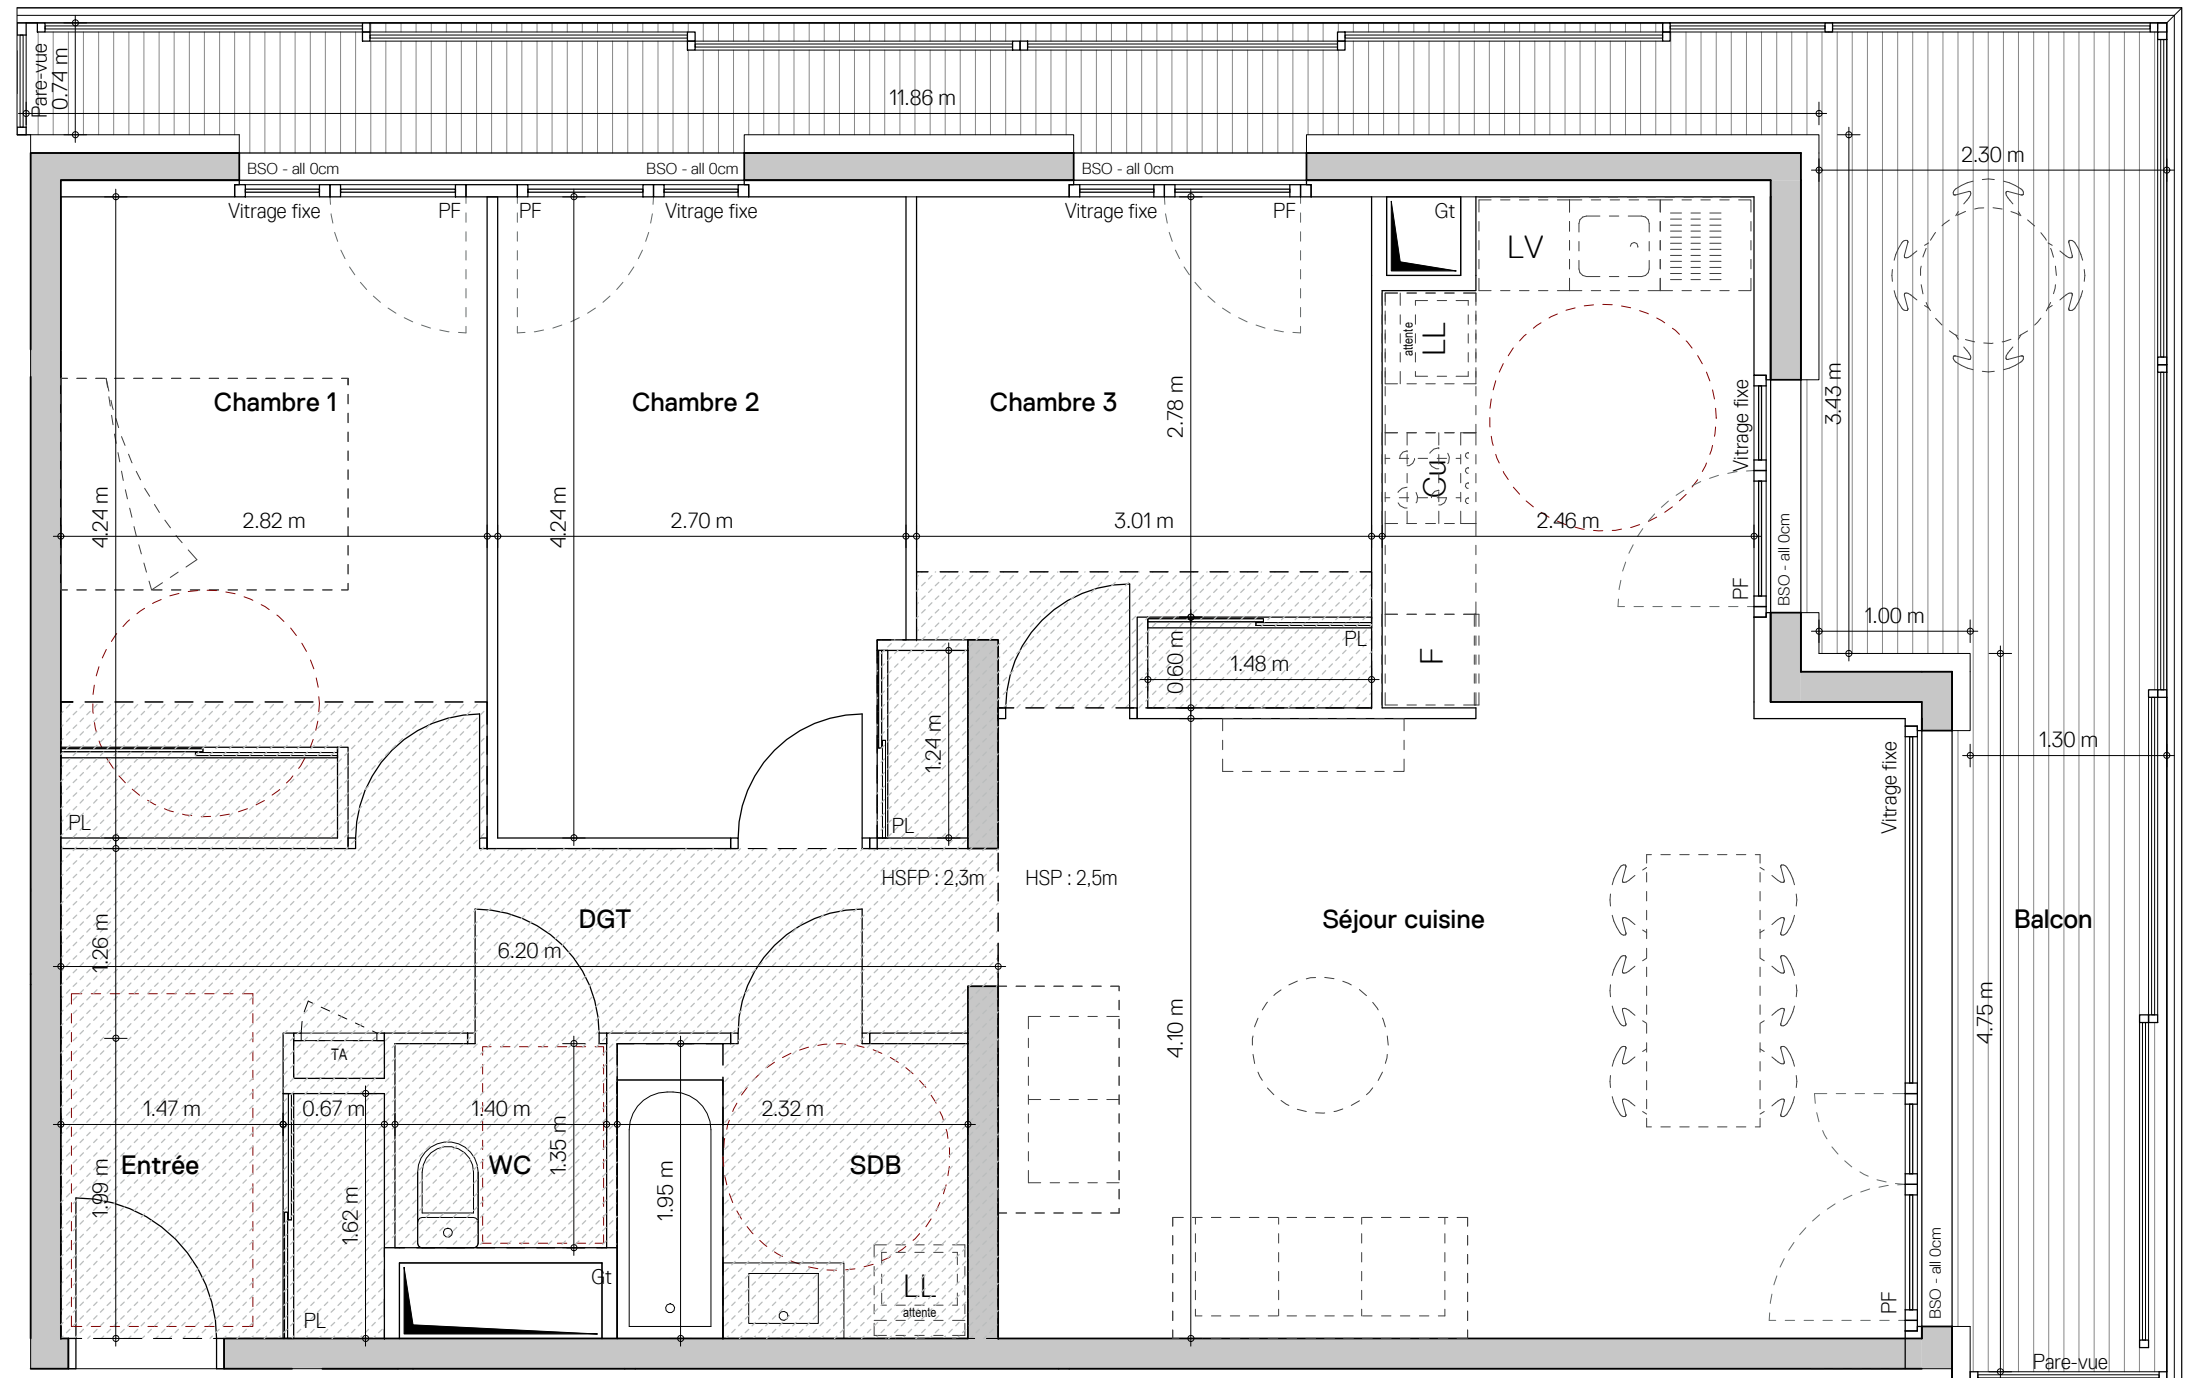 Pare-vue
0.74 m
11.86 m
2.30 m
BSO - all 0cm
BSO - all 0cm
BSO - all 0cm
Vitrage fixe
PF
PF
Vitrage fixe
Vitrage fixe
PF
Gt
LV
attente
LL
Chambre 1
Chambre 2
Chambre 3
2.78 m
Vitrage fixe
3.43 m
Cu
4.24 m
2.82 m
4.24 m
2.70 m
3.01 m
2.46 m
BSO - all 0cm
PF
1.00 m
PL
0.60 m
1.48 m
F
1.24 m
1.30 m
Vitrage fixe
PL
PL
HSFP : 2,3m
HSP : 2,5m
DGT
Séjour cuisine
Balcon
1.26 m
6.20 m
4.10 m
4.75 m
TA
1.47 m
0.67 m
1.40 m
2.32 m
1.35 m
Entrée
WC
SDB
1.99 m
1.62 m
1.95 m
Gt
LL
attente
PL
BSO - all 0cm
PF
Pare-vue